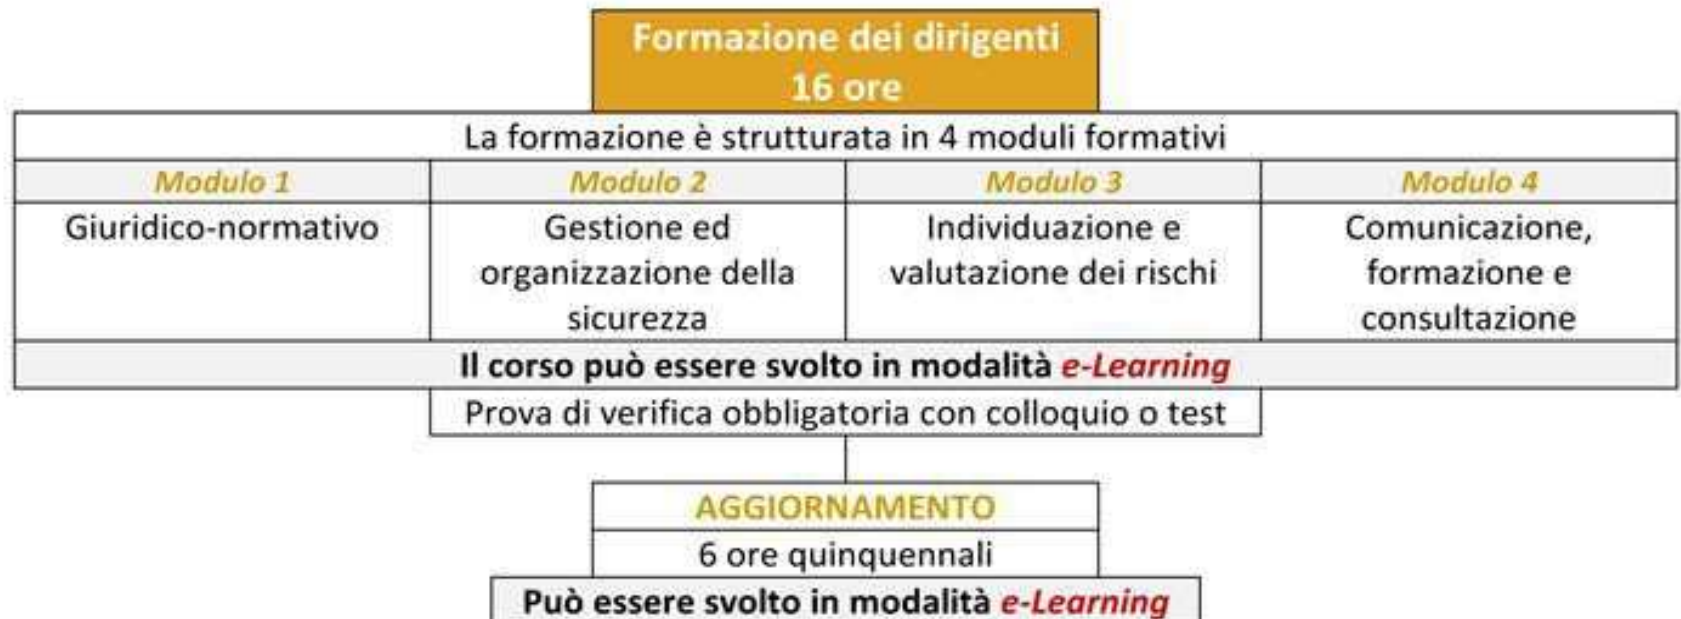 Formazione dei dirigenti
16 ore
La formazione è strutturata in 4 moduli formativi
Modulo 1
Giuridico-normativo
Modulo 2
Gestione ed
organizzazione della
sicurezza
Modulo 3
Individuazione e
valutazione dei rischi
Modulo 4
Comunicazione,
formazione e
consultazione
Il corso può essere svolto in modalità e-Learning
Prova di verifica obbligatoria con colloquio o test
AGGIORNAMENTO
6 ore quinquennali
Può essere svolto in modalità e-Learning